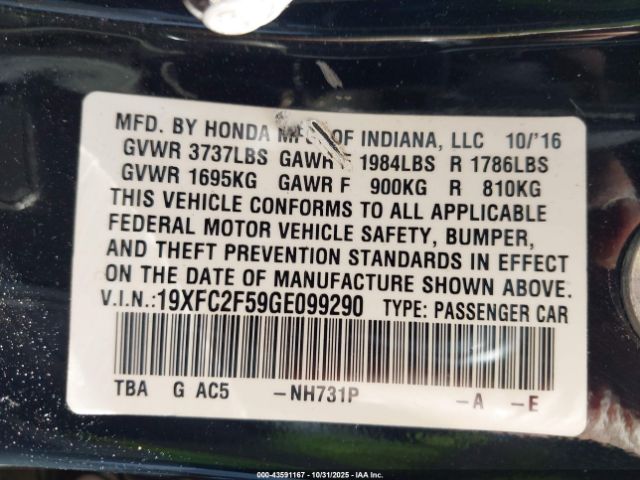 MFD. BY HONDA MFG. OF INDIANA, LLC 10/'16
GVWR 3737LBS GAWR 1984LBS R 1786LBS
GVWR 1695KG GAWR F 900KG R 810KG
THIS VEHICLE CONFORMS TO ALL APPLICABLE
FEDERAL MOTOR VEHICLE SAFETY, BUMPER,
AND THEFT PREVENTION STANDARDS IN EFFECT
ON THE DATE OF MANUFACTURE SHOWN ABOVE.
V.I.N.:19XFC2F59GE099290 TYPE: PASSENGER CAR
TBA G AC5 -NH731P -A -E
000-43591167 - 10/31/2025 - IAAI, Inc.